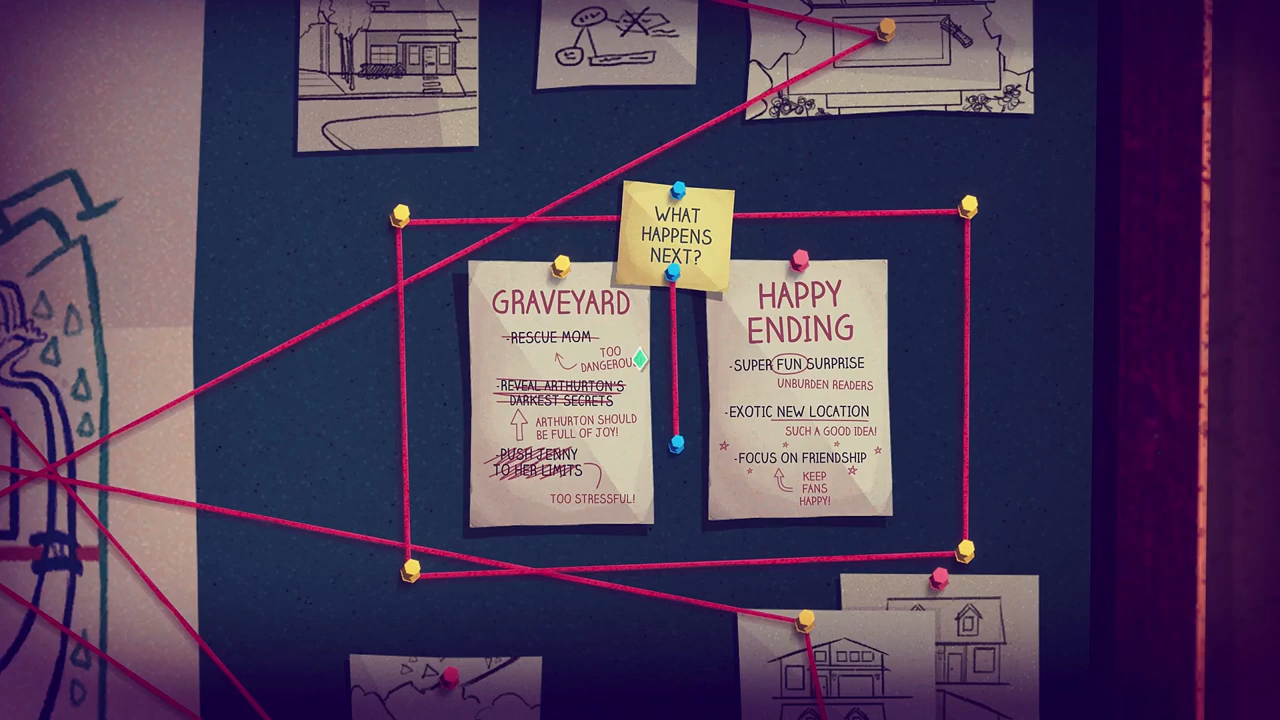 WHAT
HAPPENS
NEXT?
GRAVEYARD
-RESCUE MOM
TOO
DANGEROUS
-REVEAL ARTHURTON'S
DARKEST SECRETS
ARTHURTON SHOULD
BE FULL OF JOY!
-PUSH JENNY
TO HER LIMITS
TOO STRESSFUL!
HAPPY
ENDING
-SUPER FUN SURPRISE
UNBURDEN READERS
-EXOTIC NEW LOCATION
SUCH A GOOD IDEA!
-FOCUS ON FRIENDSHIP
KEEP
FANS
HAPPY!